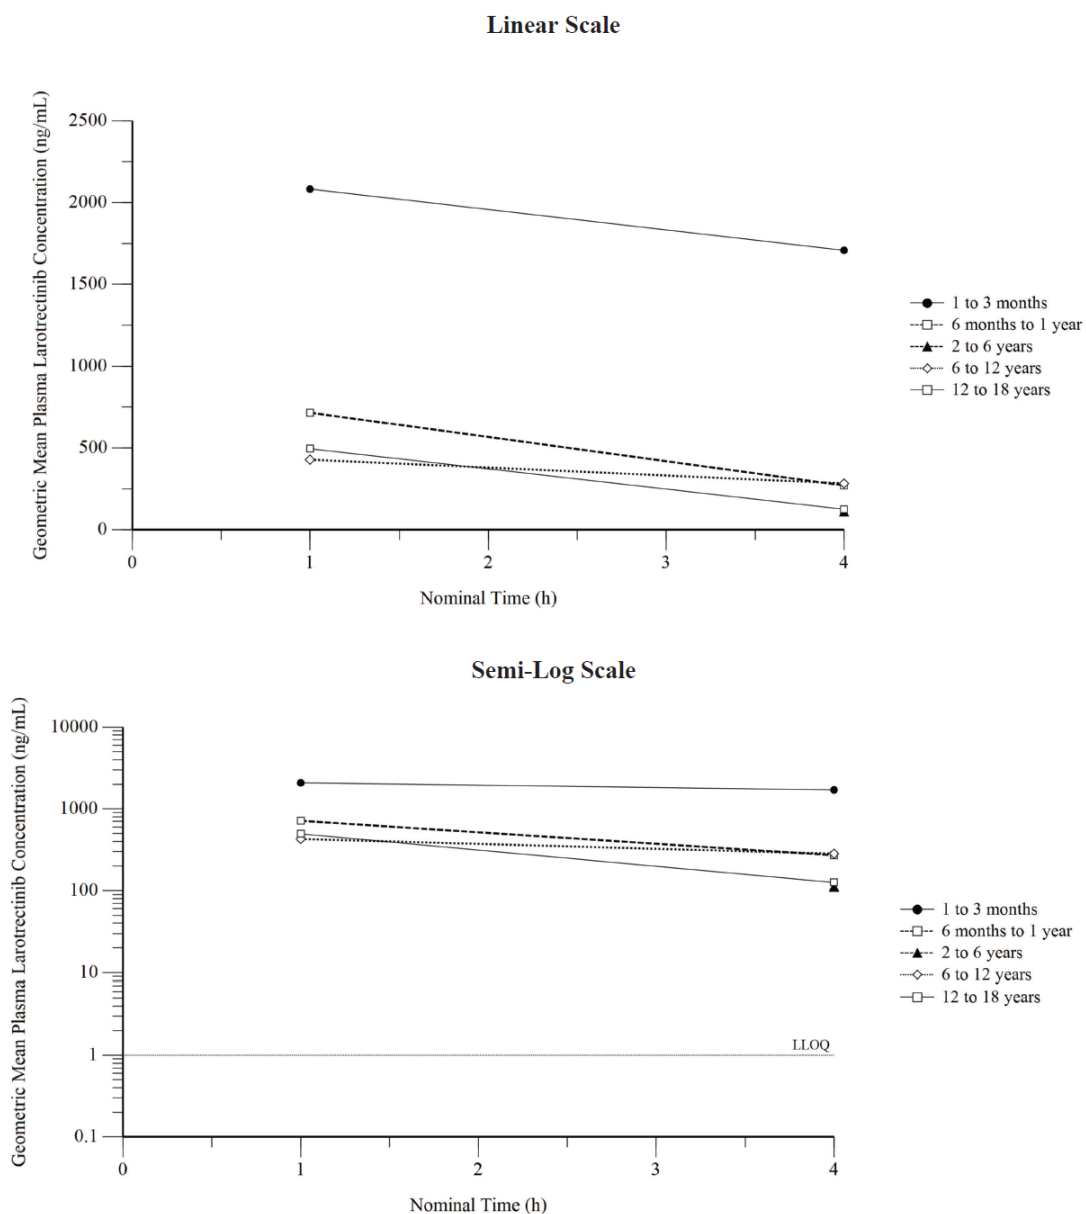 Linear Scale
Geometric Mean Plasma Larotrectinib Concentration (ng/mL)
2500
2000
1500
1000
500
0
0 1 2 3 4
Nominal Time (h)
1 to 3 months
6 months to 1 year
2 to 6 years
6 to 12 years
12 to 18 years
Semi-Log Scale
Geometric Mean Plasma Larotrectinib Concentration (ng/mL)
10000
1000
100
10
1
0.1
LLOQ
0 1 2 3 4
Nominal Time (h)
1 to 3 months
6 months to 1 year
2 to 6 years
6 to 12 years
12 to 18 years